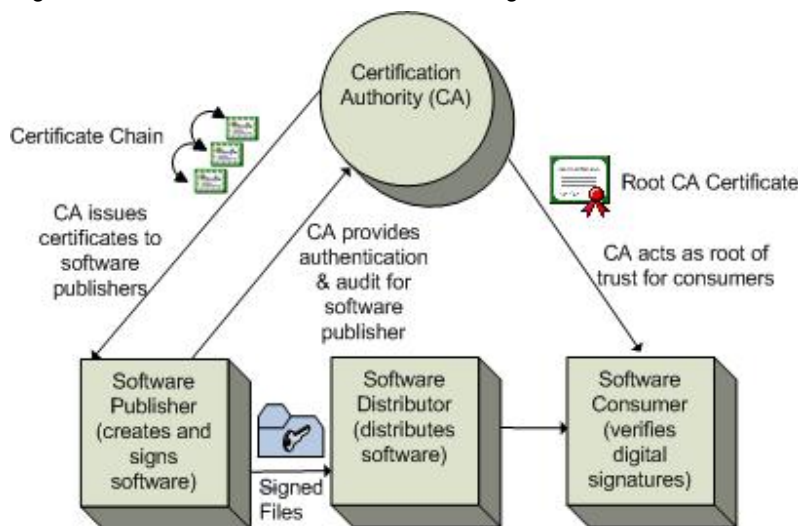 Certification
Authority (CA)
Certificate Chain
Root CA Certificate
CA issues
certificates to
software
publishers
CA provides
authentication
& audit for
software
publisher
CA acts as root of
trust for consumers
Software
Publisher
(creates and
signs
software)
Signed
Files
Software
Distributor
(distributes
software)
Software
Consumer
(verifies
digital
signatures)